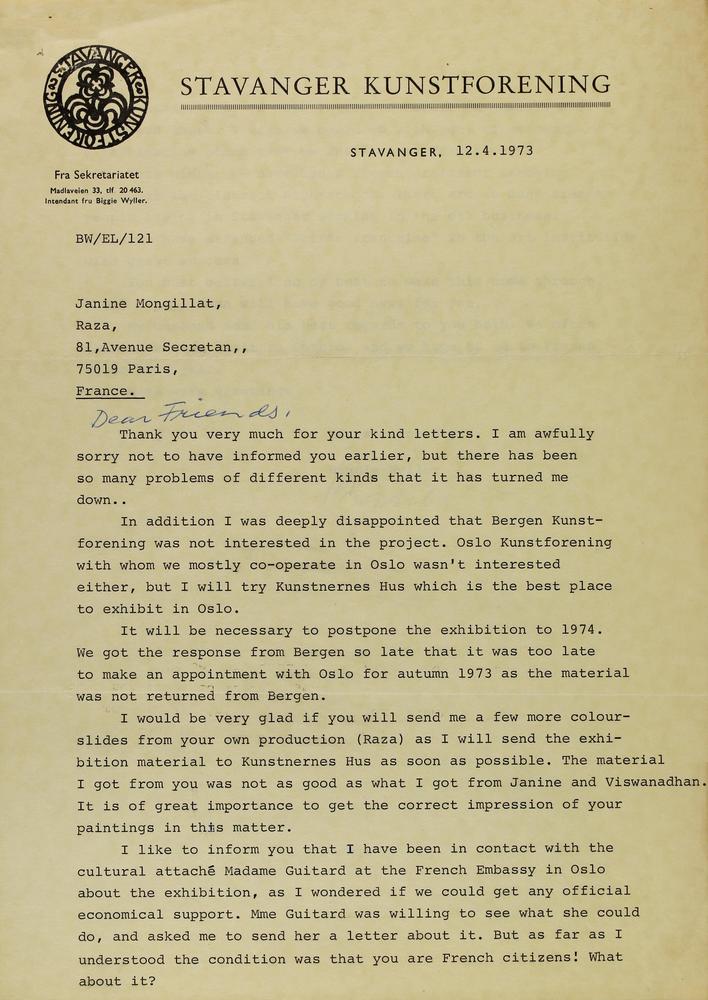 STAVANGER KUNSTFORENING
STAVANGER KUNSTFORENING
STAVANGER, 12.4.1973
Fra Sekretariatet
Madlaveien 33, tlf 20 463.
Intendant fru Biggie Wyller.
BW/EL/121
Janine Mongillat,
Raza,
81,Avenue Secretan,,
75019 Paris,
France.
Dear Friends,
Thank you very much for your kind letters. I am awfully
sorry not to have informed you earlier, but there has been
so many problems of different kinds that it has turned me
down..
In addition I was deeply disappointed that Bergen Kunst-
forening was not interested in the project. Oslo Kunstforening
with whom we mostly co-operate in Oslo wasn't interested
either, but I will try Kunstnernes Hus which is the best place
to exhibit in Oslo.
It will be necessary to postpone the exhibition to 1974.
We got the response from Bergen so late that it was too late
to make an appointment with Oslo for autumn 1973 as the material
was not returned from Bergen.
I would be very glad if you will send me a few more colour-
slides from your own production (Raza) as I will send the exhi-
bition material to Kunstnernes Hus as soon as possible. The material
I got from you was not as good as what I got from Janine and Viswanadhan.
It is of great importance to get the correct impression of your
paintings in this matter.
I like to inform you that I have been in contact with the
cultural attaché Madame Guitard at the French Embassy in Oslo
about the exhibition, as I wondered if we could get any official
economical support. Mme Guitard was willing to see what she could
do, and asked me to send her a letter about it. But as far as I
understood the condition was that you are French citizens! What
about it?